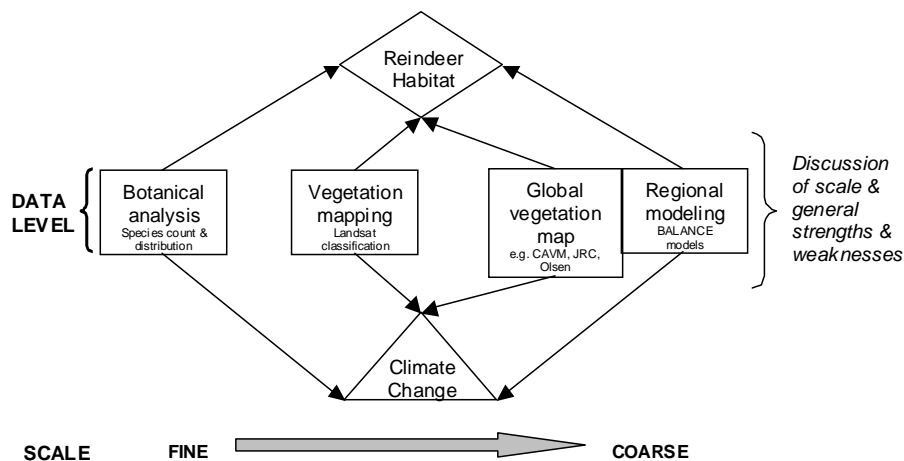 Reindeer
Habitat
DATA
LEVEL
Botanical
analysis
Species count &
distribution
Vegetation
mapping
Landsat
classification
Global
vegetation
map
e.g. CAVM, JRC,
Olsen
Regional
modeling
BALANCE
models
Discussion
of scale &
general
strengths &
weaknesses
Climate
Change
SCALE FINE COARSE